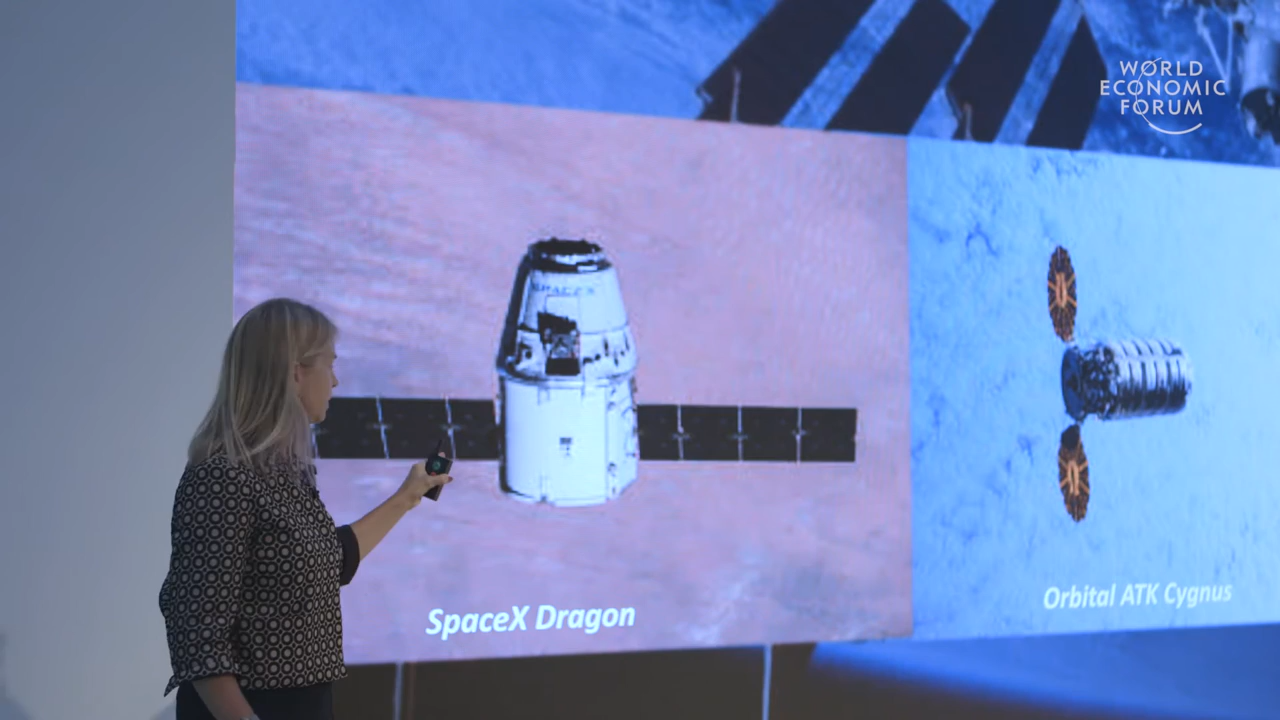 WORLD
ECONOMIC
FORUM
SPACEX
SpaceX Dragon
Orbital ATK Cygnus